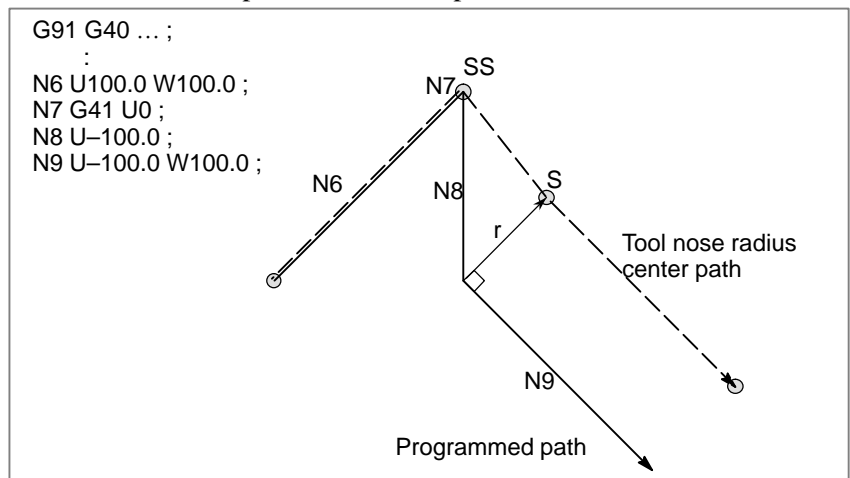 G91 G40 … ;
:
N6 U100.0 W100.0 ;
N7 G41 U0 ;
N8 U–100.0 ;
N9 U–100.0 W100.0 ;
SS
N7
N6
N8
S
r
Tool nose radius
center path
N9
Programmed path